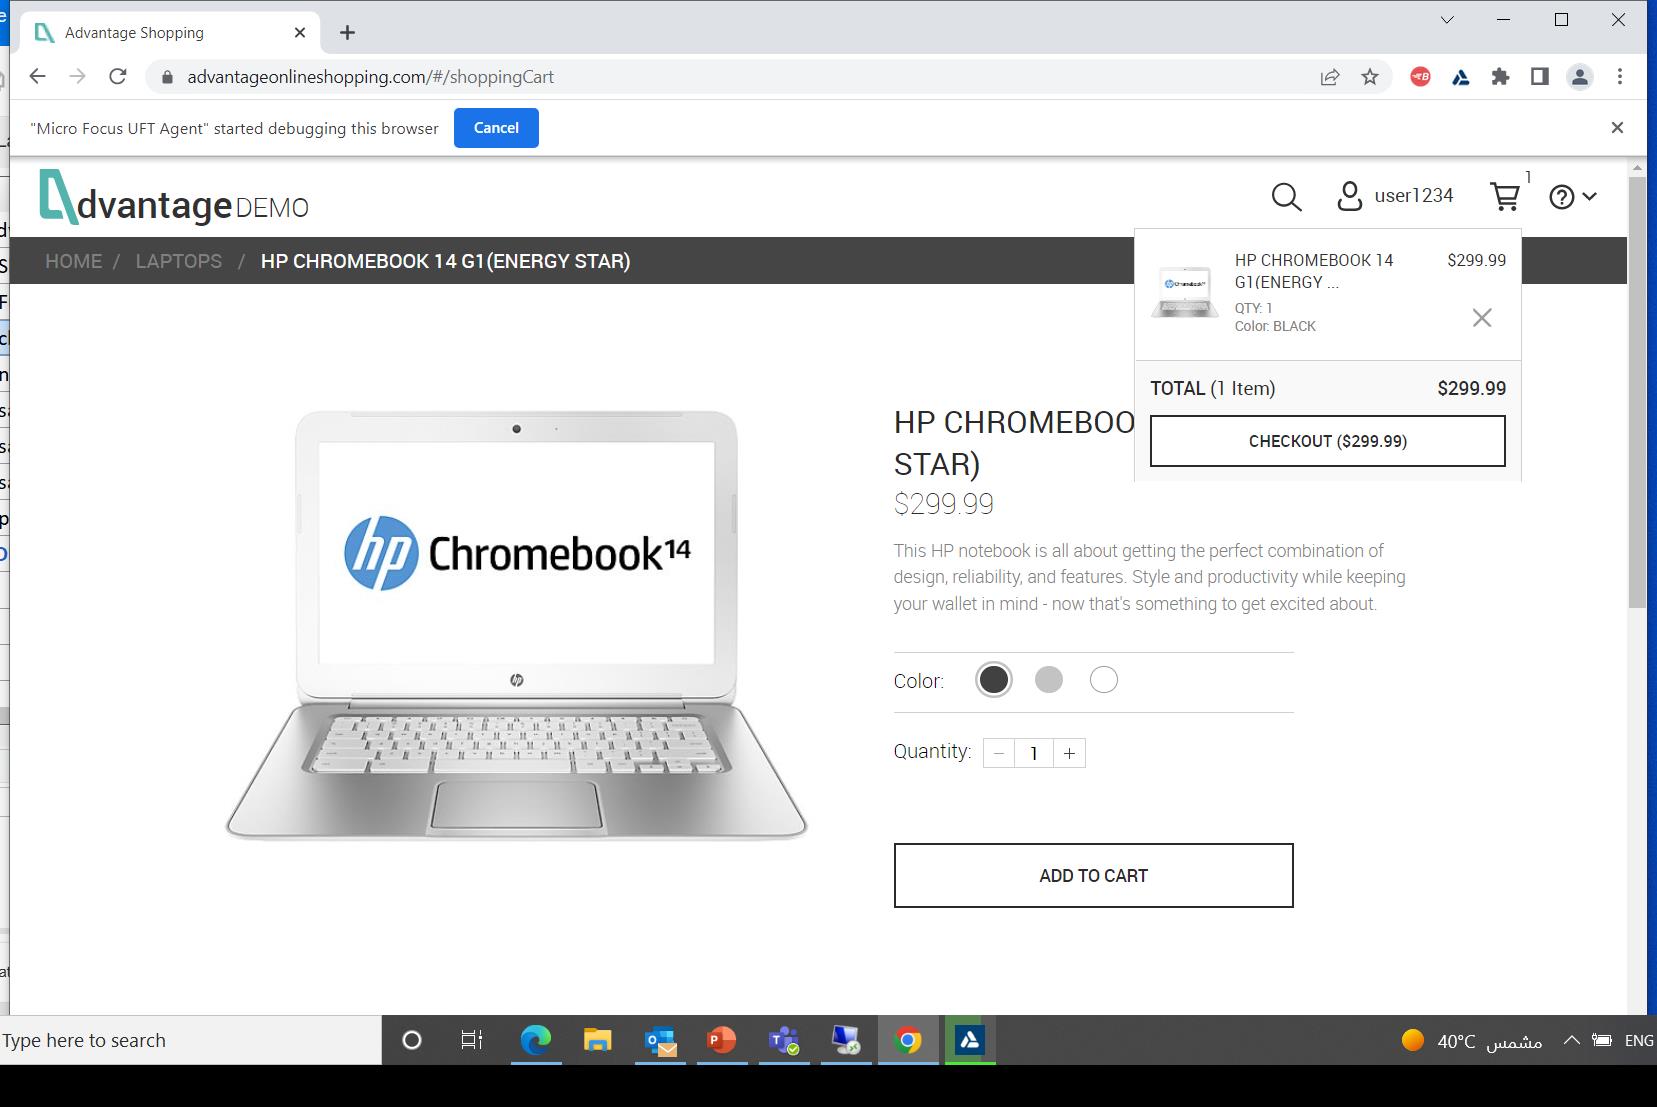 Advantage Shopping
advantageonlineshopping.com/#/shoppingCart
"Micro Focus UFT Agent" started debugging this browser
Cancel
dvantage DEMO
user1234
1
HOME / LAPTOPS / HP CHROMEBOOK 14 G1(ENERGY STAR)
HP CHROMEBOOK 14
G1(ENERGY ...
$299.99
QTY: 1
Color: BLACK
TOTAL (1 Item)
$299.99
CHECKOUT ($299.99)
hp Chromebook14
hp
HP CHROMEBOO
STAR)
$299.99
This HP notebook is all about getting the perfect combination of
design, reliability, and features. Style and productivity while keeping
your wallet in mind - now that's something to get excited about.
Color:
Quantity:
1
ADD TO CART
Type here to search
40°C مشمس
ENG